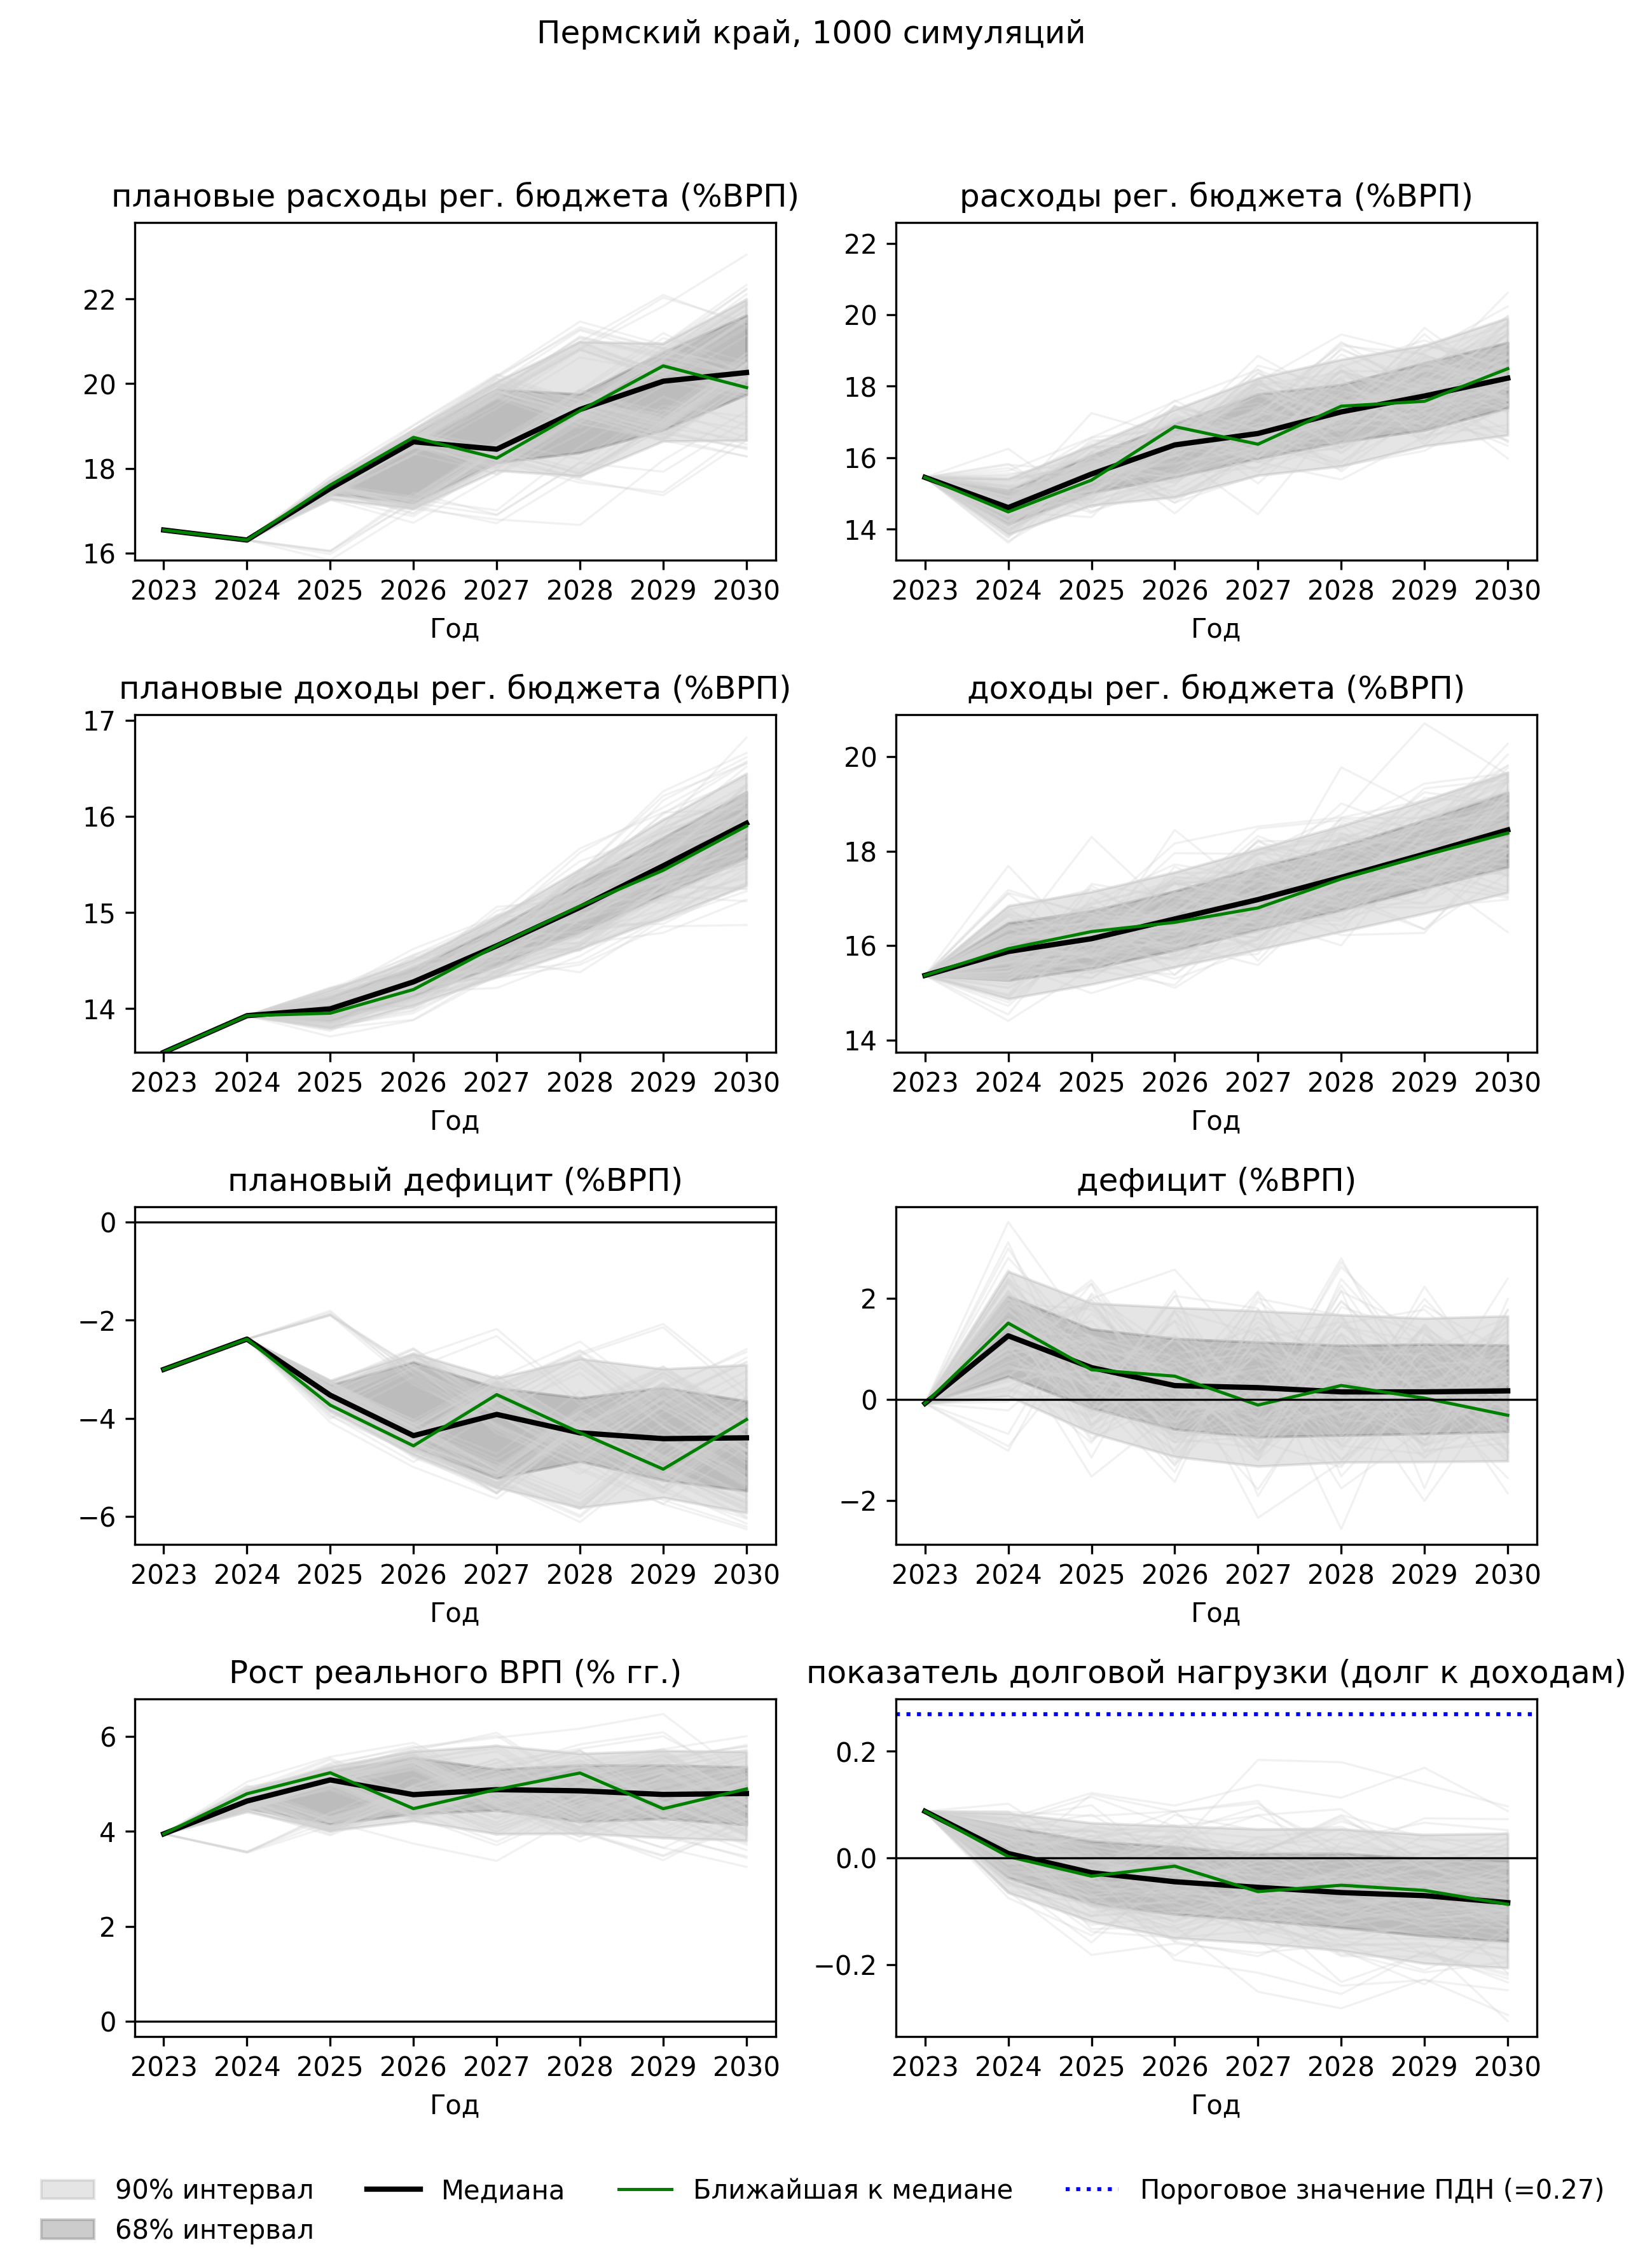 Пермский край, 1000 симуляций
плановые расходы рег. бюджета (%ВРП)
22
20
18
16
2023 2024 2025 2026 2027 2028 2029 2030
Год
расходы рег. бюджета (%ВРП)
22
20
18
16
14
2023 2024 2025 2026 2027 2028 2029 2030
Год
плановые доходы рег. бюджета (%ВРП)
17
16
15
14
2023 2024 2025 2026 2027 2028 2029 2030
Год
доходы рег. бюджета (%ВРП)
20
18
16
14
2023 2024 2025 2026 2027 2028 2029 2030
Год
плановый дефицит (%ВРП)
0
−2
−4
−6
2023 2024 2025 2026 2027 2028 2029 2030
Год
дефицит (%ВРП)
2
0
−2
2023 2024 2025 2026 2027 2028 2029 2030
Год
Рост реального ВРП (% гг.)
6
4
2
0
2023 2024 2025 2026 2027 2028 2029 2030
Год
показатель долговой нагрузки (долг к доходам)
0.2
0.0
−0.2
2023 2024 2025 2026 2027 2028 2029 2030
Год
90% интервал
68% интервал
Медиана
Ближайшая к медиане
Пороговое значение ПДН (=0.27)